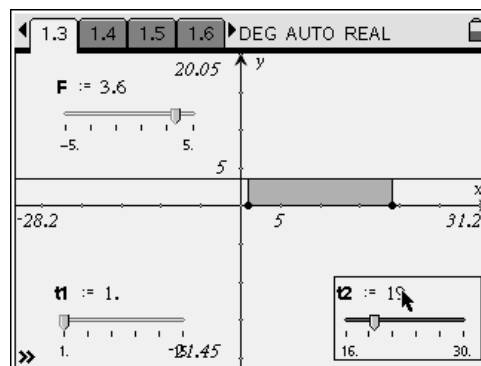 1.3 1.4 1.5 1.6 DEG AUTO REAL
20.05 y
F := 3.6
-5. 5.
5
x
-28.2 5 31.2
t1 := 1. t2 := 19
1. 16. 30.